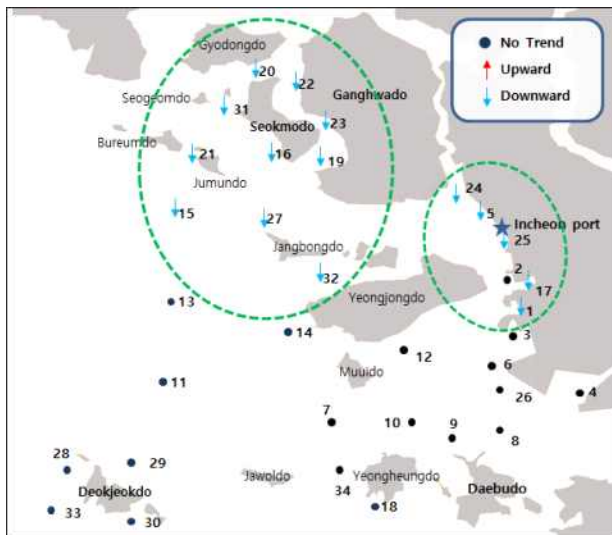 No Trend
Upward
Downward
Gyodongdo
20
22
Ganghwado
Seogeomdo
31
Seokmodo
23
Bureumdo
21
16
19
Jumundo
24
15
27
5
Incheon port
25
Jangbongdo
32
2
17
Yeongjongdo
1
13
14
3
12
Muuido
6
11
26
4
7
10
9
8
28
29
Jawoldo
34
Yeongheungdo
Daebudo
Deokjeokdo
33
30
18